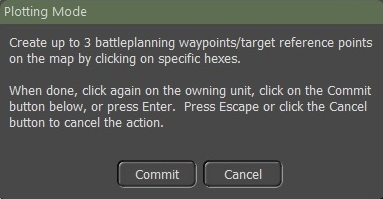 Plotting Mode
Create up to 3 battleplanning waypoints/target reference points
on the map by clicking on specific hexes.
When done, click again on the owning unit, click on the Commit
button below, or press Enter.  Press Escape or click the Cancel
button to cancel the action.
Commit
Cancel